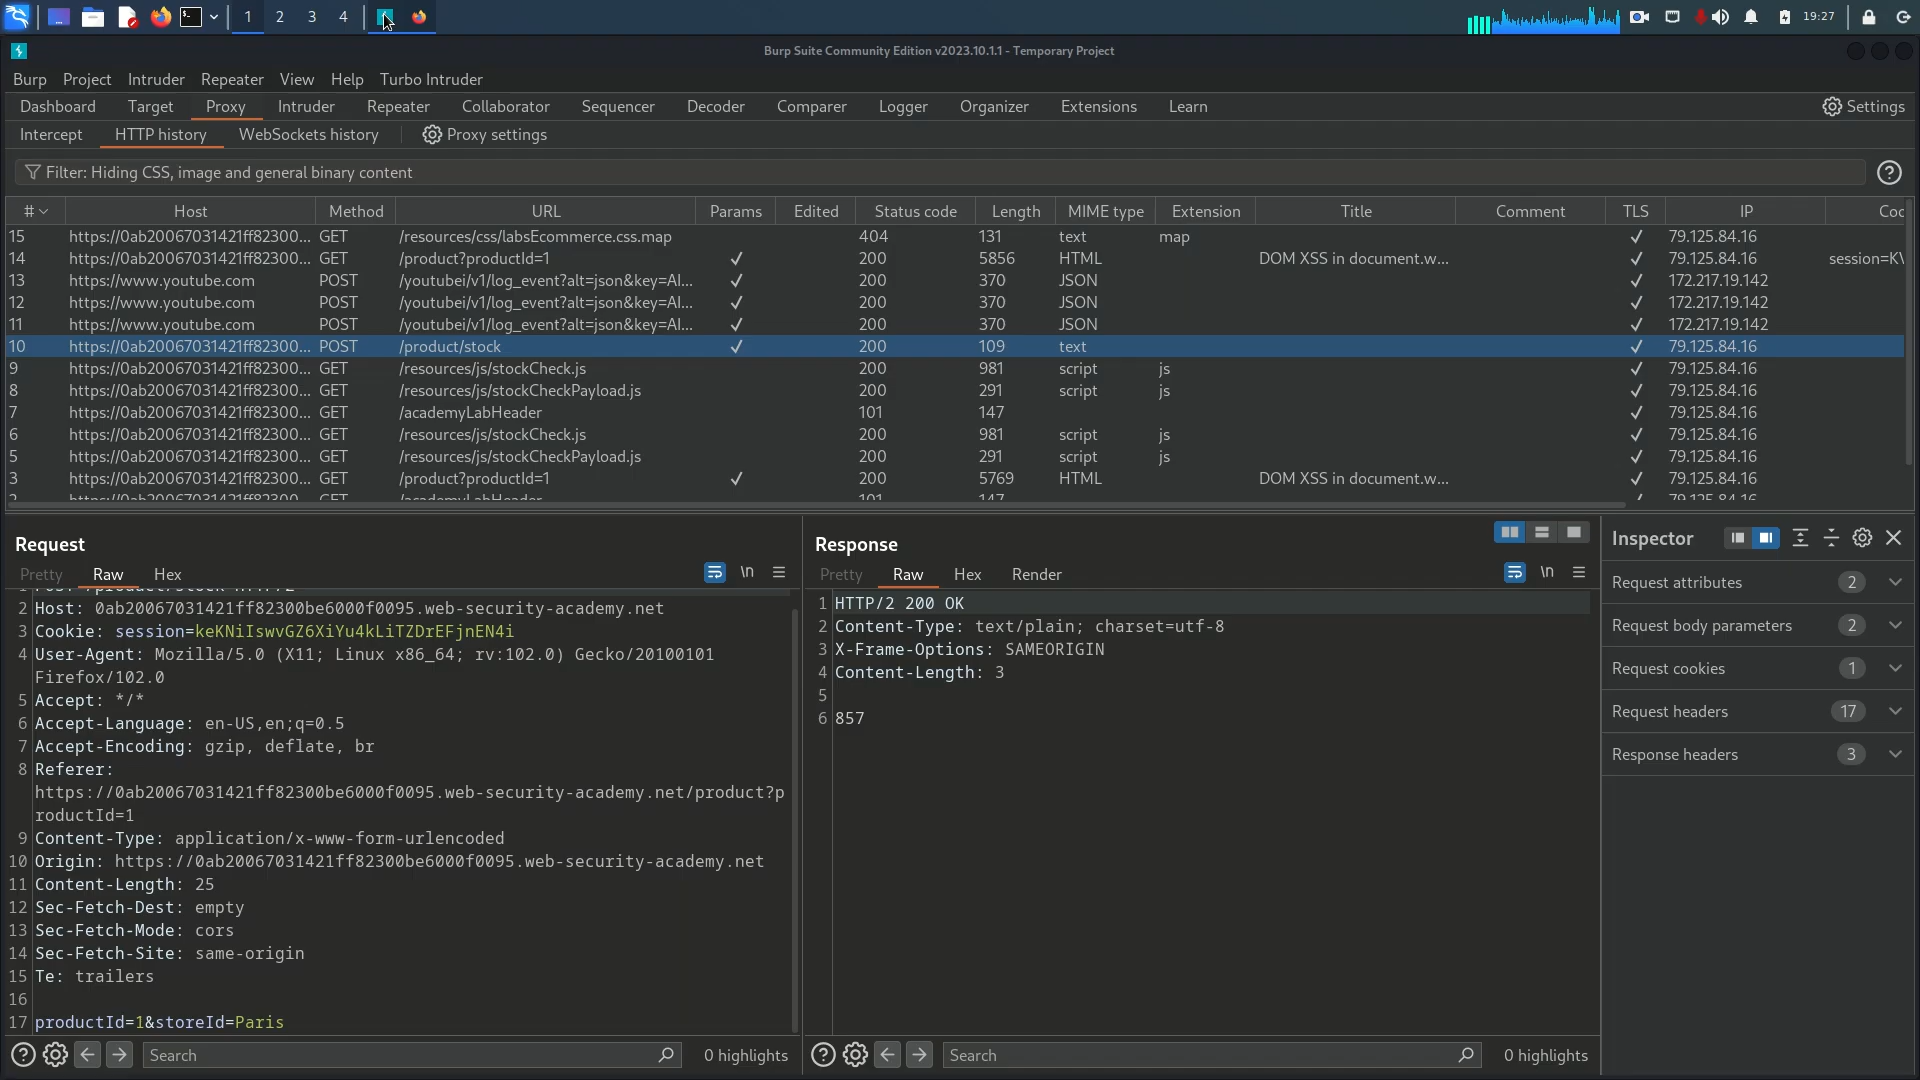 1 2 3 4 19:27
Burp Suite Community Edition v2023.10.1.1 - Temporary Project
Burp Project Intruder Repeater View Help Turbo Intruder
Dashboard Target Proxy Intruder Repeater Collaborator Sequencer Decoder Comparer Logger Organizer Extensions Learn Settings
Intercept HTTP history WebSockets history Proxy settings
Filter: Hiding CSS, image and general binary content
# Host Method URL Params Edited Status code Length MIME type Extension Title Comment TLS IP Coo
15 https://0ab20067031421ff82300... GET /resources/css/labsEcommerce.css.map 404 131 text map ✓ 79.125.84.16
14 https://0ab20067031421ff82300... GET /product?productId=1 ✓ 200 5856 HTML DOM XSS in document.w... ✓ 79.125.84.16 session=K
13 https://www.youtube.com POST /youtubei/v1/log_event?alt=json&key=AI... ✓ 200 370 JSON ✓ 172.217.19.142
12 https://www.youtube.com POST /youtubei/v1/log_event?alt=json&key=AI... ✓ 200 370 JSON ✓ 172.217.19.142
11 https://www.youtube.com POST /youtubei/v1/log_event?alt=json&key=AI... ✓ 200 370 JSON ✓ 172.217.19.142
10 https://0ab20067031421ff82300... POST /product/stock ✓ 200 109 text ✓ 79.125.84.16
9 https://0ab20067031421ff82300... GET /resources/js/stockCheck.js 200 981 script js ✓ 79.125.84.16
8 https://0ab20067031421ff82300... GET /resources/js/stockCheckPayload.js 200 291 script js ✓ 79.125.84.16
7 https://0ab20067031421ff82300... GET /academyLabHeader 101 147 ✓ 79.125.84.16
6 https://0ab20067031421ff82300... GET /resources/js/stockCheck.js 200 981 script js ✓ 79.125.84.16
5 https://0ab20067031421ff82300... GET /resources/js/stockCheckPayload.js 200 291 script js ✓ 79.125.84.16
3 https://0ab20067031421ff82300... GET /product?productId=1 ✓ 200 5769 HTML DOM XSS in document.w... ✓ 79.125.84.16
2 https://0ab20067031421ff82300... GET /academyLabHeader 101 147 ✓ 79.125.84.16
Request
Pretty Raw Hex \n
1 POST /product/stock HTTP/2
2 Host: 0ab20067031421ff82300be6000f0095.web-security-academy.net
3 Cookie: session=keKNiIswvGZ6XiYu4kLiTZDrEFjnEN4i
4 User-Agent: Mozilla/5.0 (X11; Linux x86_64; rv:102.0) Gecko/20100101
Firefox/102.0
5 Accept: */*
6 Accept-Language: en-US,en;q=0.5
7 Accept-Encoding: gzip, deflate, br
8 Referer:
https://0ab20067031421ff82300be6000f0095.web-security-academy.net/product?p
roductId=1
9 Content-Type: application/x-www-form-urlencoded
10 Origin: https://0ab20067031421ff82300be6000f0095.web-security-academy.net
11 Content-Length: 25
12 Sec-Fetch-Dest: empty
13 Sec-Fetch-Mode: cors
14 Sec-Fetch-Site: same-origin
15 Te: trailers
16
17 productId=1&storeId=Paris
Search 0 highlights
Response
Pretty Raw Hex Render \n
1 HTTP/2 200 OK
2 Content-Type: text/plain; charset=utf-8
3 X-Frame-Options: SAMEORIGIN
4 Content-Length: 3
5
6 857
Search 0 highlights
Inspector
Request attributes 2
Request body parameters 2
Request cookies 1
Request headers 17
Response headers 3